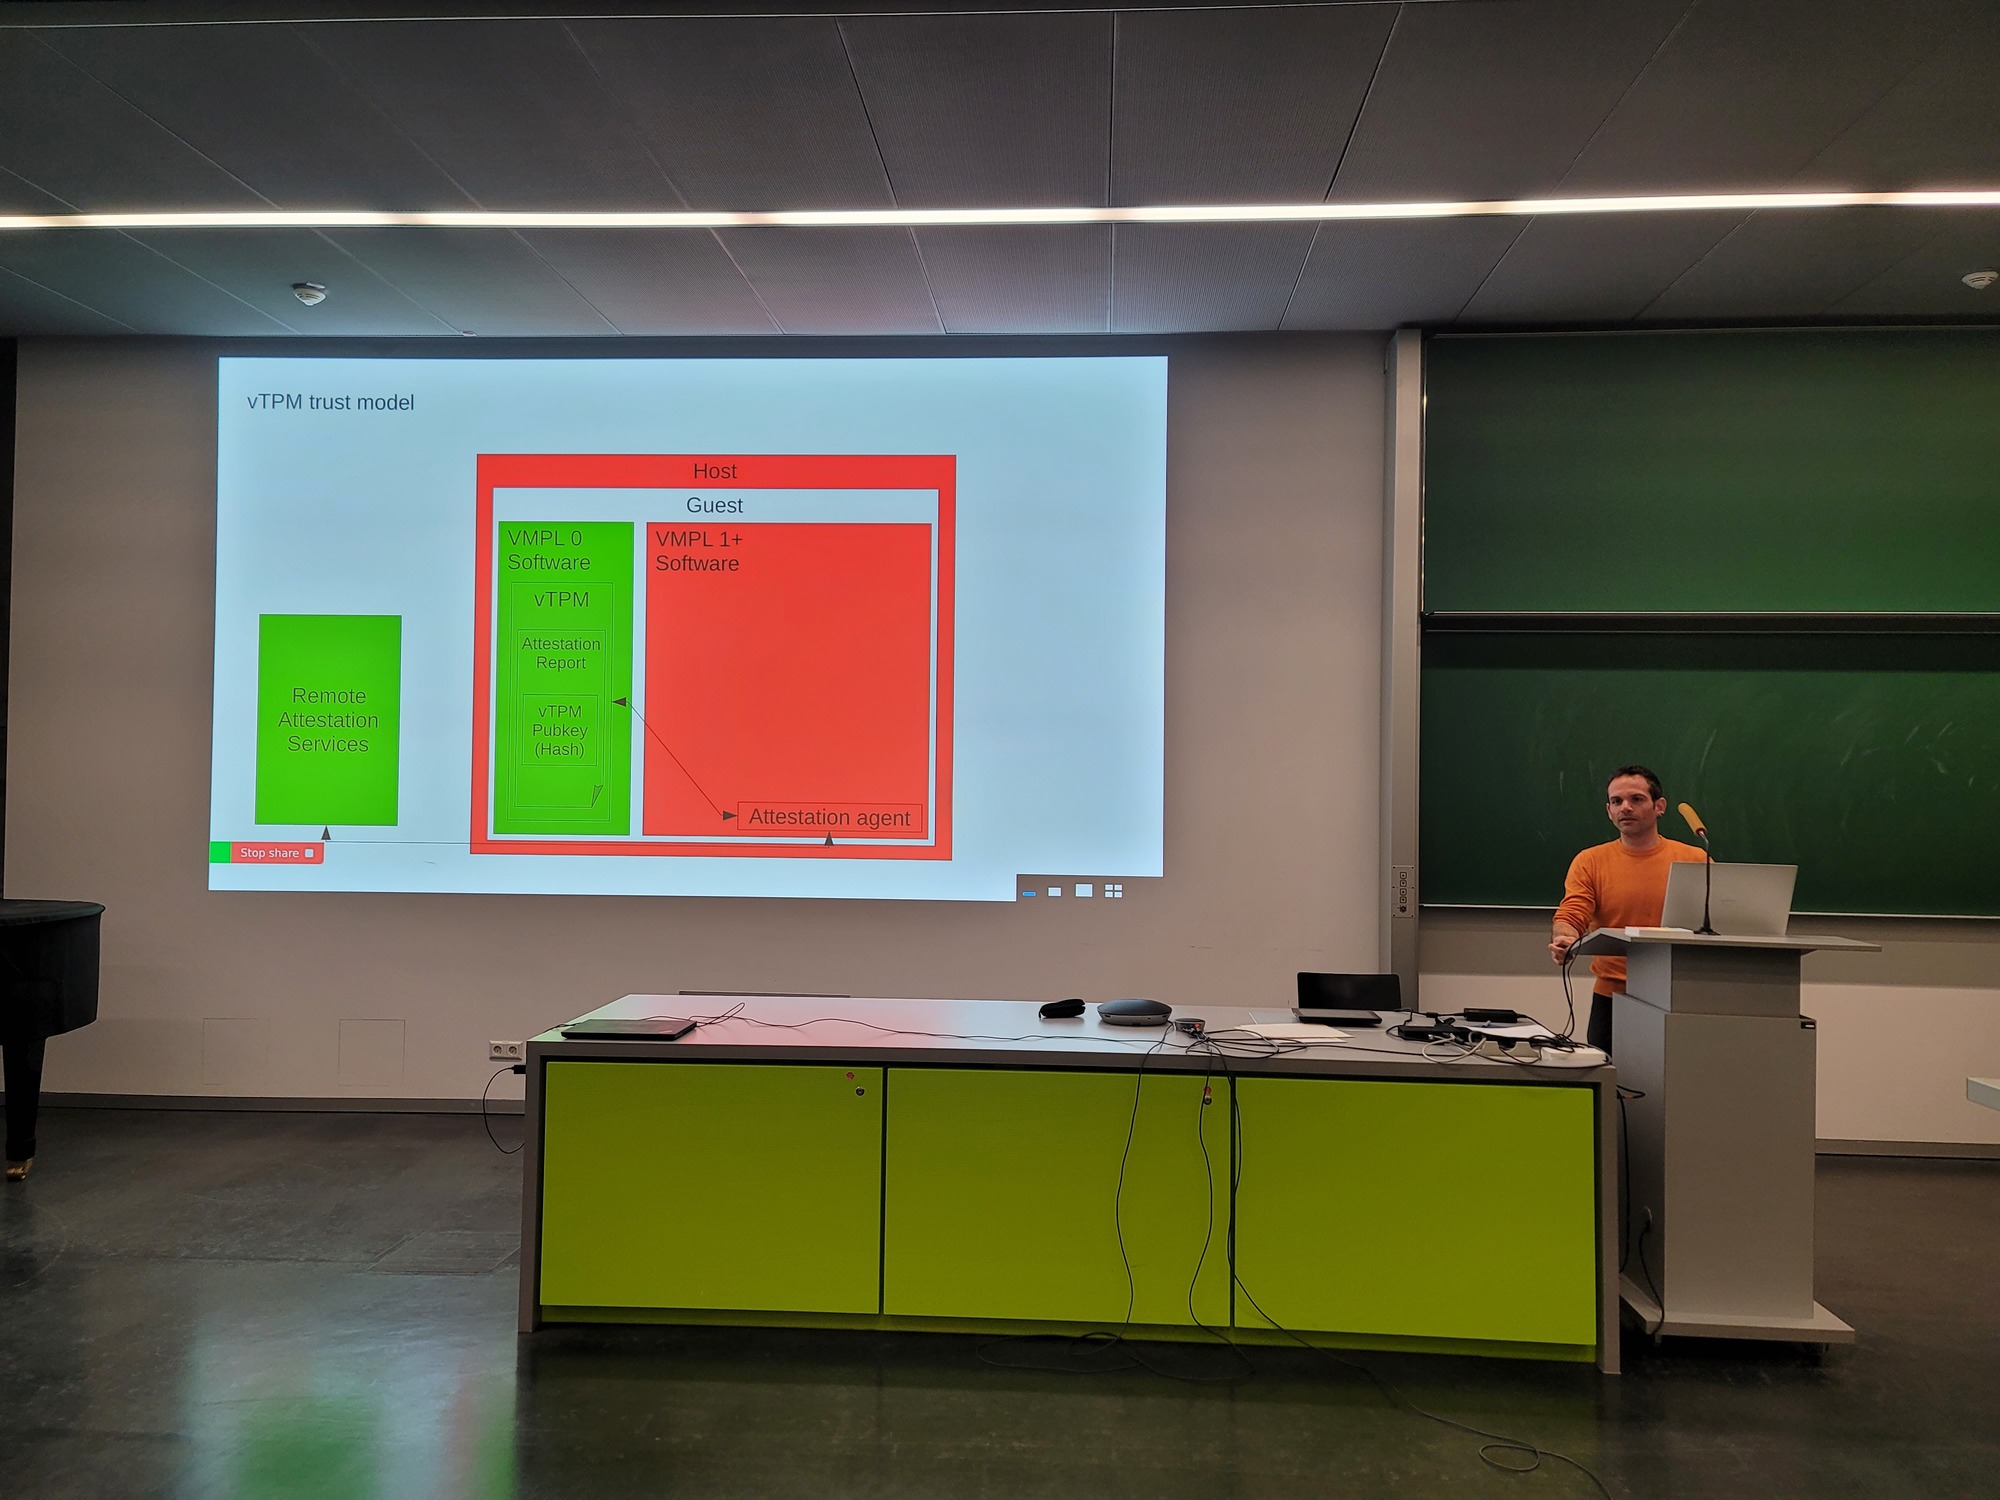 vTPM trust model
Host
Guest
VMPL 0
Software
vTPM
Attestation
Report
vTPM
Pubkey
(Hash)
VMPL 1+
Software
Attestation agent
Remote
Attestation
Services
Stop share